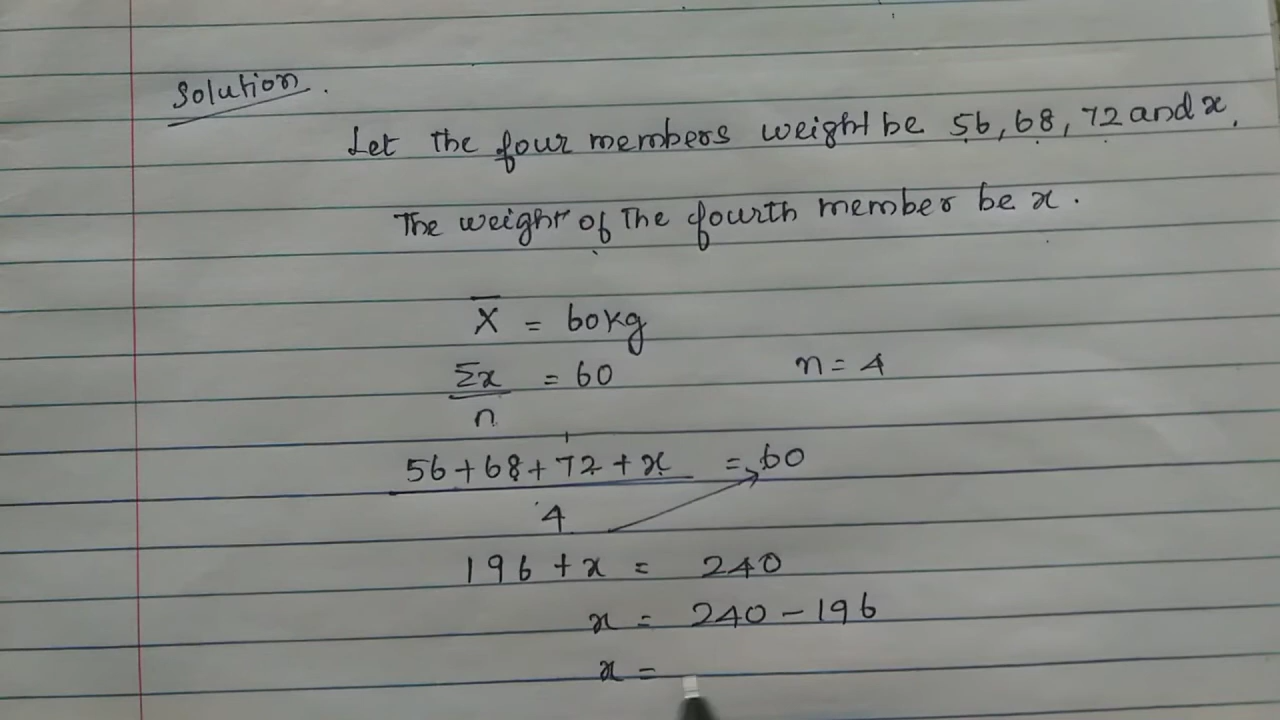 Solution.
Let the four members weight be 56, 68, 72 and x.
The weight of the fourth member be x.
X̅ = 60kg
Σx/n = 60 n = 4
56+68+72+x/4 = 60
196 + x = 240
x = 240 - 196
x =